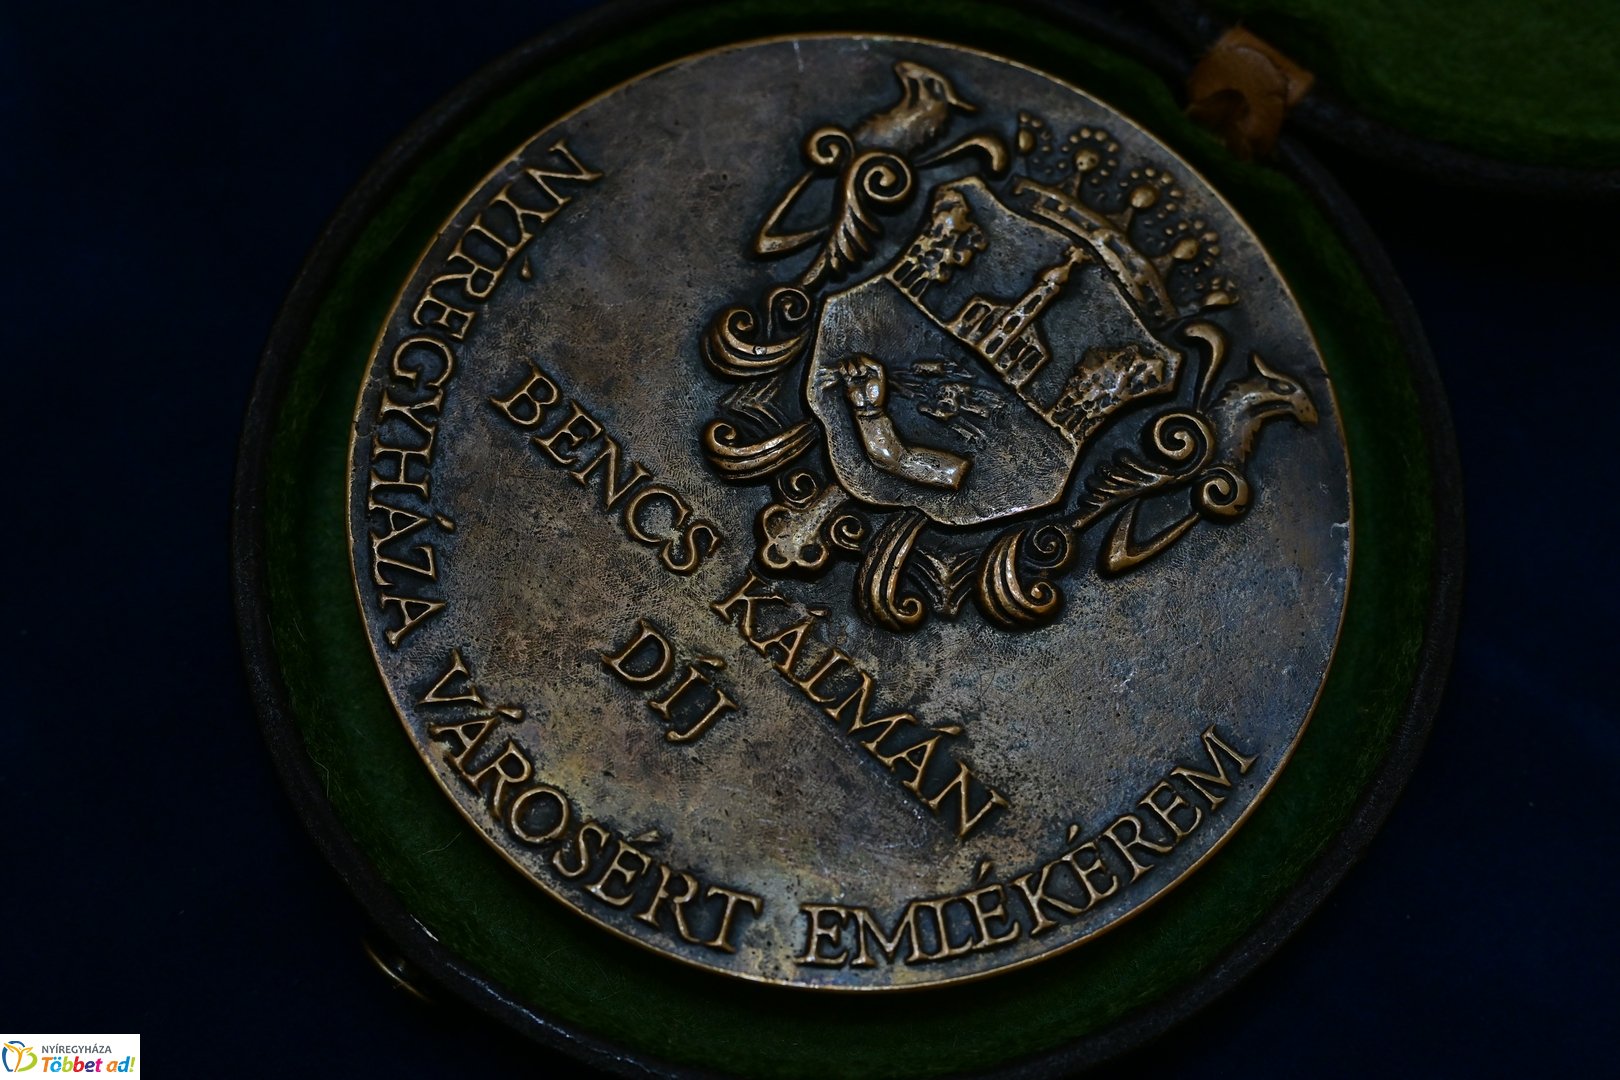 BENCS KÁLMÁN
DÍJ
NYÍREGYHÁZA VÁROSÉRT EMLÉKÉREM
NYÍREGYHÁZA
Többet ad!